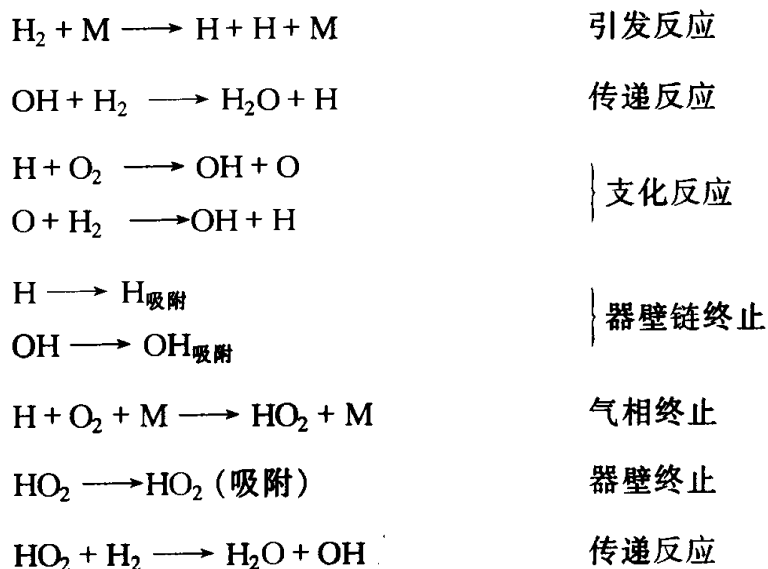 H₂ + M ⟶ H + H + M 引发反应
OH + H₂ ⟶ H₂O + H 传递反应
H + O₂ ⟶ OH + O
O + H₂ ⟶ OH + H } 支化反应
H ⟶ H吸附
OH ⟶ OH吸附 } 器壁链终止
H + O₂ + M ⟶ HO₂ + M 气相终止
HO₂ ⟶ HO₂ (吸附) 器壁终止
HO₂ + H₂ ⟶ H₂O + OH 传递反应